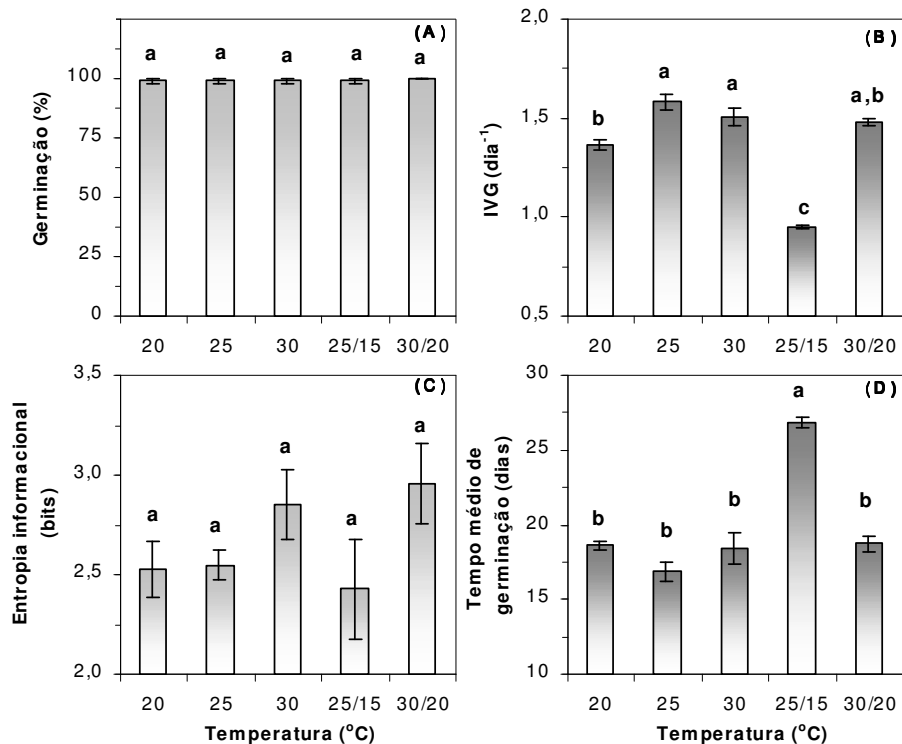 (A)
a a a a a
Germinação (%)
100
75
50
25
0
20 25 30 25/15 30/20
(B)
b a a c a,b
IVG (dia-1)
2,0
1,5
1,0
0,5
20 25 30 25/15 30/20
(C)
a a a a a
Entropia informacional
(bits)
3,5
3,0
2,5
2,0
20 25 30 25/15 30/20
Temperatura (oC)
(D)
b b b a b
Tempo médio de
germinação (dias)
30
25
20
15
10
20 25 30 25/15 30/20
Temperatura (oC)